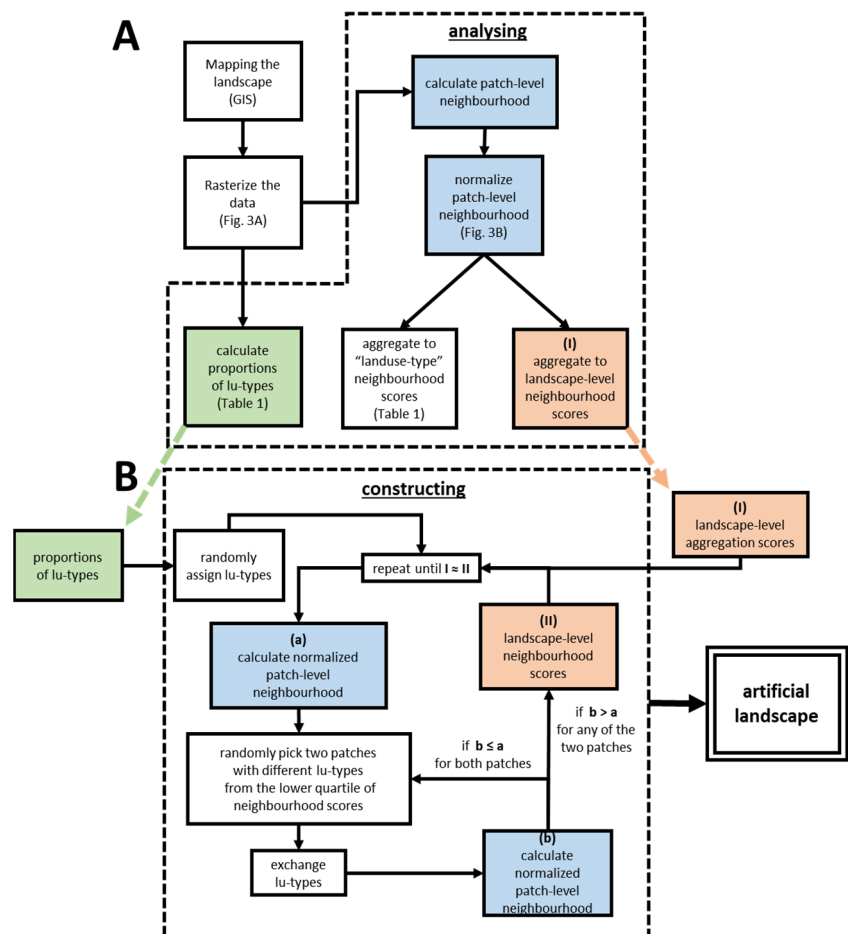 A
analysing
Mapping the
landscape
(GIS)
calculate patch-level
neighbourhood
Rasterize the
data
(Fig. 3A)
normalize
patch-level
neighbourhood
(Fig. 3B)
calculate
proportions
of lu-types
(Table 1)
aggregate to
“landuse-type”
neighbourhood
scores
(Table 1)
(I)
aggregate to
landscape-level
neighbourhood
scores
B
constructing
(I)
landscape-level
aggregation scores
proportions
of lu-types
randomly
assign lu-types
repeat until I ≈ II
(a)
calculate normalized
patch-level
neighbourhood
(II)
landscape-level
neighbourhood
scores
artificial
landscape
if b > a
for any of the
two patches
randomly pick two patches
with different lu-types
from the lower quartile of
neighbourhood scores
if b ≤ a
for both patches
exchange
lu-types
(b)
calculate
normalized
patch-level
neighbourhood